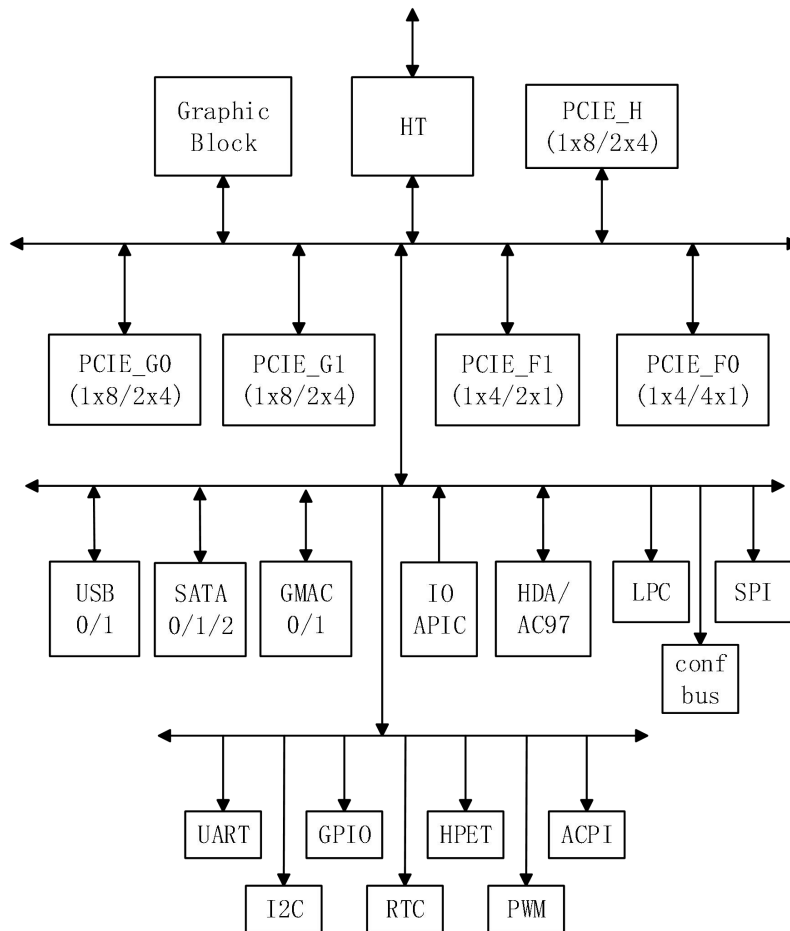 Graphic
Block
HT
PCIE_H
(1x8/2x4)
PCIE_G0
(1x8/2x4)
PCIE_G1
(1x8/2x4)
PCIE_F1
(1x4/2x1)
PCIE_F0
(1x4/4x1)
USB
0/1
SATA
0/1/2
GMAC
0/1
IO
APIC
HDA/
AC97
LPC
conf
bus
SPI
UART
GPIO
HPET
ACPI
I2C
RTC
PWM